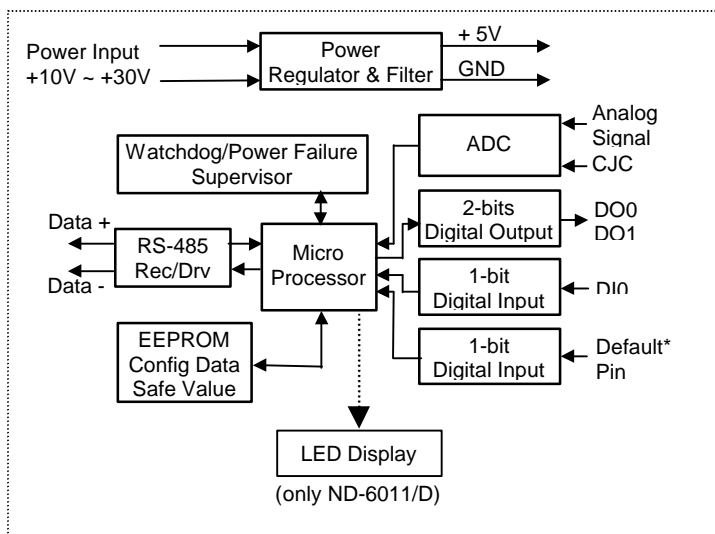 Power Input
+10V ~ +30V
Power
Regulator & Filter
+ 5V
GND
Watchdog/Power Failure
Supervisor
ADC
Analog
Signal
CJC
Data +
Data -
RS-485
Rec/Drv
Micro
Processor
2-bits
Digital Output
DO0
DO1
1-bit
Digital Input
DI0
EEPROM
Config Data
Safe Value
1-bit
Digital Input
Default*
Pin
LED Display
(only ND-6011/D)